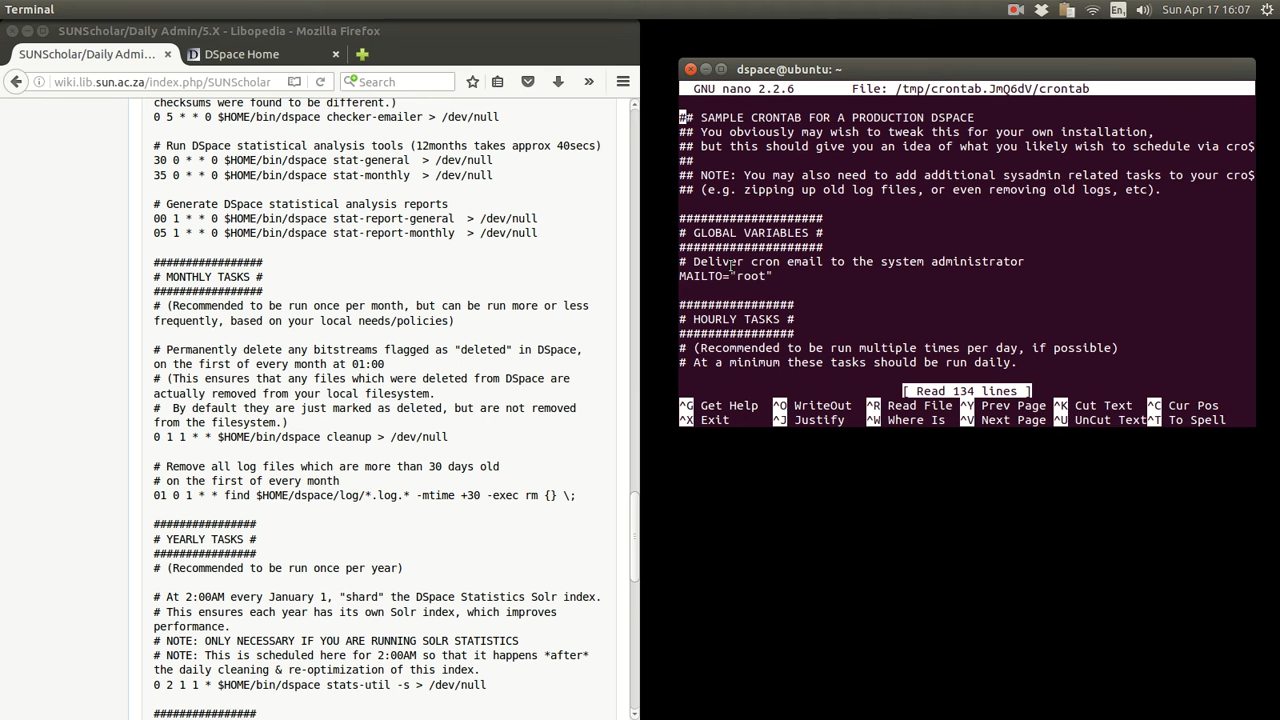 Terminal
En
Sun Apr 17 16:07
SUNScholar/Daily Admin/5.X - Libopedia - Mozilla Firefox
SUNScholar/Daily Admi... ×
DSpace Home ×
wiki.lib.sun.ac.za/index.php/SUNScholar
Search
checksums were found to be different.)
0 5 * * 0 $HOME/bin/dspace checker-emailer > /dev/null
# Run DSpace statistical analysis tools (12months takes approx 40secs)
30 0 * * 0 $HOME/bin/dspace stat-general  > /dev/null
35 0 * * 0 $HOME/bin/dspace stat-monthly  > /dev/null
# Generate DSpace statistical analysis reports
00 1 * * 0 $HOME/bin/dspace stat-report-general  > /dev/null
05 1 * * 0 $HOME/bin/dspace stat-report-monthly  > /dev/null
#################
# MONTHLY TASKS #
#################
# (Recommended to be run once per month, but can be run more or less
frequently, based on your local needs/policies)
# Permanently delete any bitstreams flagged as "deleted" in DSpace,
on the first of every month at 01:00
# (This ensures that any files which were deleted from DSpace are
actually removed from your local filesystem.
#  By default they are just marked as deleted, but are not removed
from the filesystem.)
0 1 1 * * $HOME/bin/dspace cleanup > /dev/null
# Remove all log files which are more than 30 days old
# on the first of every month
01 0 1 * * find $HOME/dspace/log/*.log.* -mtime +30 -exec rm {} \;
################
# YEARLY TASKS #
################
# (Recommended to be run once per year)
# At 2:00AM every January 1, "shard" the DSpace Statistics Solr index.
# This ensures each year has its own Solr index, which improves
performance.
# NOTE: ONLY NECESSARY IF YOU ARE RUNNING SOLR STATISTICS
# NOTE: This is scheduled here for 2:00AM so that it happens *after*
the daily cleaning & re-optimization of this index.
0 2 1 1 * $HOME/bin/dspace stats-util -s > /dev/null
################
dspace@ubuntu: ~
GNU nano 2.2.6 File: /tmp/crontab.JmQ6dV/crontab
## SAMPLE CRONTAB FOR A PRODUCTION DSPACE
## You obviously may wish to tweak this for your own installation,
## but this should give you an idea of what you likely wish to schedule via cro$
##
## NOTE: You may also need to add additional sysadmin related tasks to your cro$
## (e.g. zipping up old log files, or even removing old logs, etc).
####################
# GLOBAL VARIABLES #
####################
# Deliver cron email to the system administrator
MAILTO="root"
################
# HOURLY TASKS #
################
# (Recommended to be run multiple times per day, if possible)
# At a minimum these tasks should be run daily.
[ Read 134 lines ]
^G Get Help ^O WriteOut ^R Read File ^Y Prev Page ^K Cut Text ^C Cur Pos
^X Exit ^J Justify ^W Where Is ^V Next Page ^U UnCut Text ^T To Spell